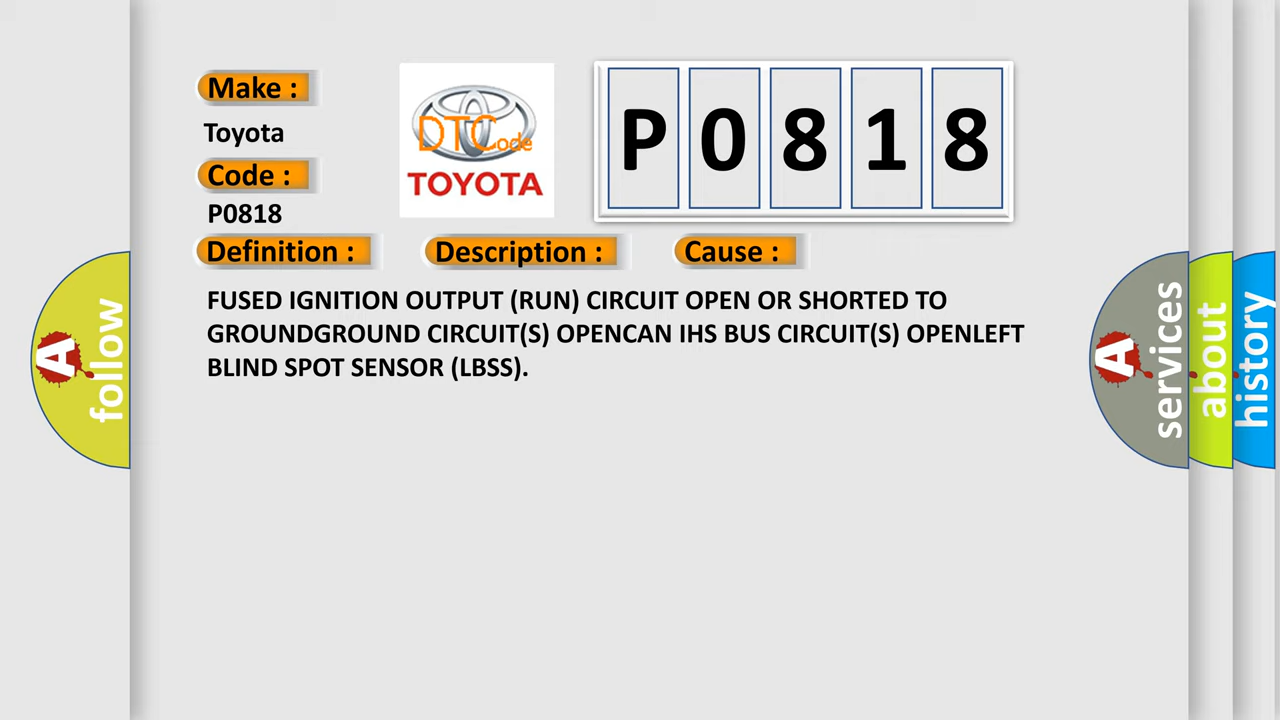 Make :
Toyota
Code :
P0818
DTCode
TOYOTA
P0818
Definition :
Description :
Cause :
FUSED IGNITION OUTPUT (RUN) CIRCUIT OPEN OR SHORTED TO
GROUNDGROUND CIRCUIT(S) OPENCAN IHS BUS CIRCUIT(S) OPENLEFT
BLIND SPOT SENSOR (LBSS).
A follow
A services
about
history